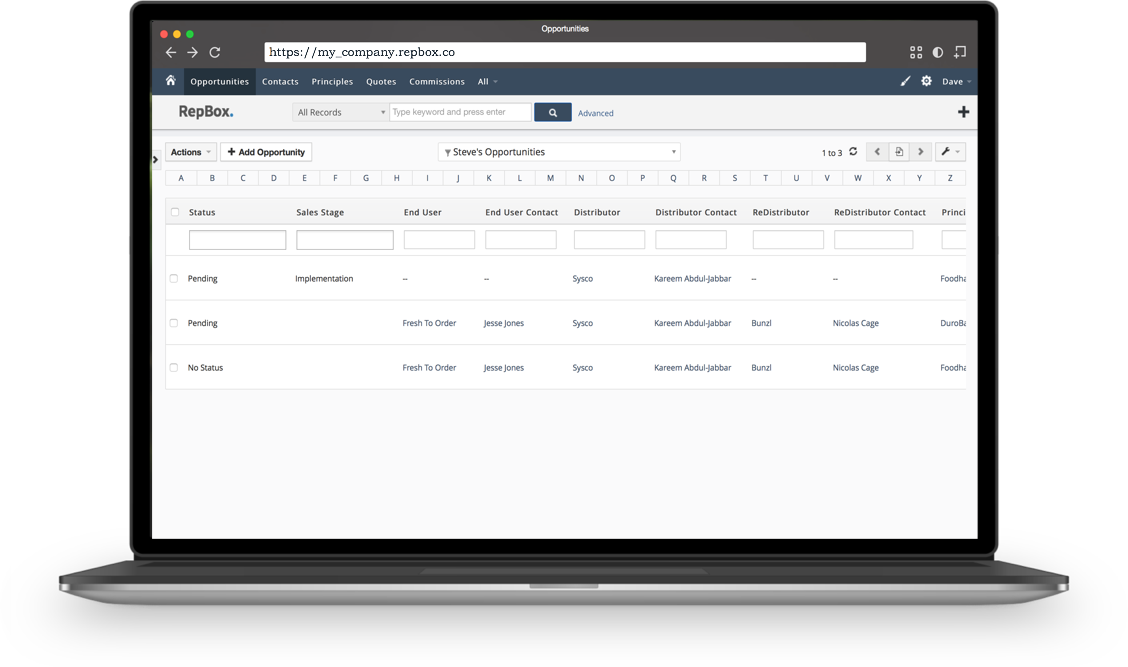 Opportunities
https://my_company.repbox.co
Opportunities Contacts Principles Quotes Commissions All Dave
RepBox. All Records Type keyword and press enter Advanced
Actions Add Opportunity Steve's Opportunities 1 to 3
A B C D E F G H I J K L M N O P Q R S T U V W X Y Z
Status Sales Stage End User End User Contact Distributor Distributor Contact ReDistributor ReDistributor Contact Princi
Pending Implementation -- -- Sysco Kareem Abdul-Jabbar -- -- Foodha
Pending Fresh To Order Jesse Jones Sysco Kareem Abdul-Jabbar Bunzl Nicolas Cage DuroBa
No Status Fresh To Order Jesse Jones Sysco Kareem Abdul-Jabbar Bunzl Nicolas Cage Foodha